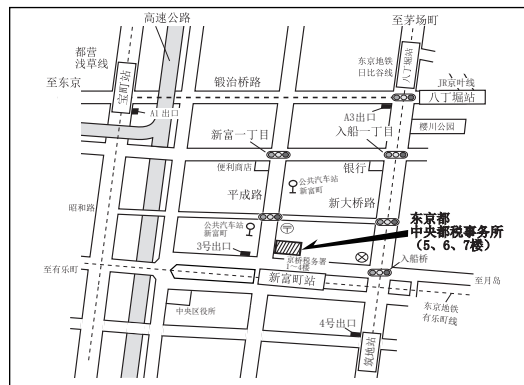 高速公路
至茅场町
都营
浅草线
东京地铁
日比谷线
八丁堀站
JR京叶线
至东京
宝町站
锻治桥路
八丁堀站
A1出口
A3出口
樱川公园
新富一丁目
入船一丁目
便利商店
银行
公共汽车站
新富町
平成路
新大桥路
昭和路
公共汽车站
新富町
东京都
中央都税事务所
（5、6、7楼）
3号出口
京桥税务署
1～4楼
入船桥
至有乐町
新富町站
至月岛
中央区役所
东京地铁
有乐町线
4号出口
筑地站